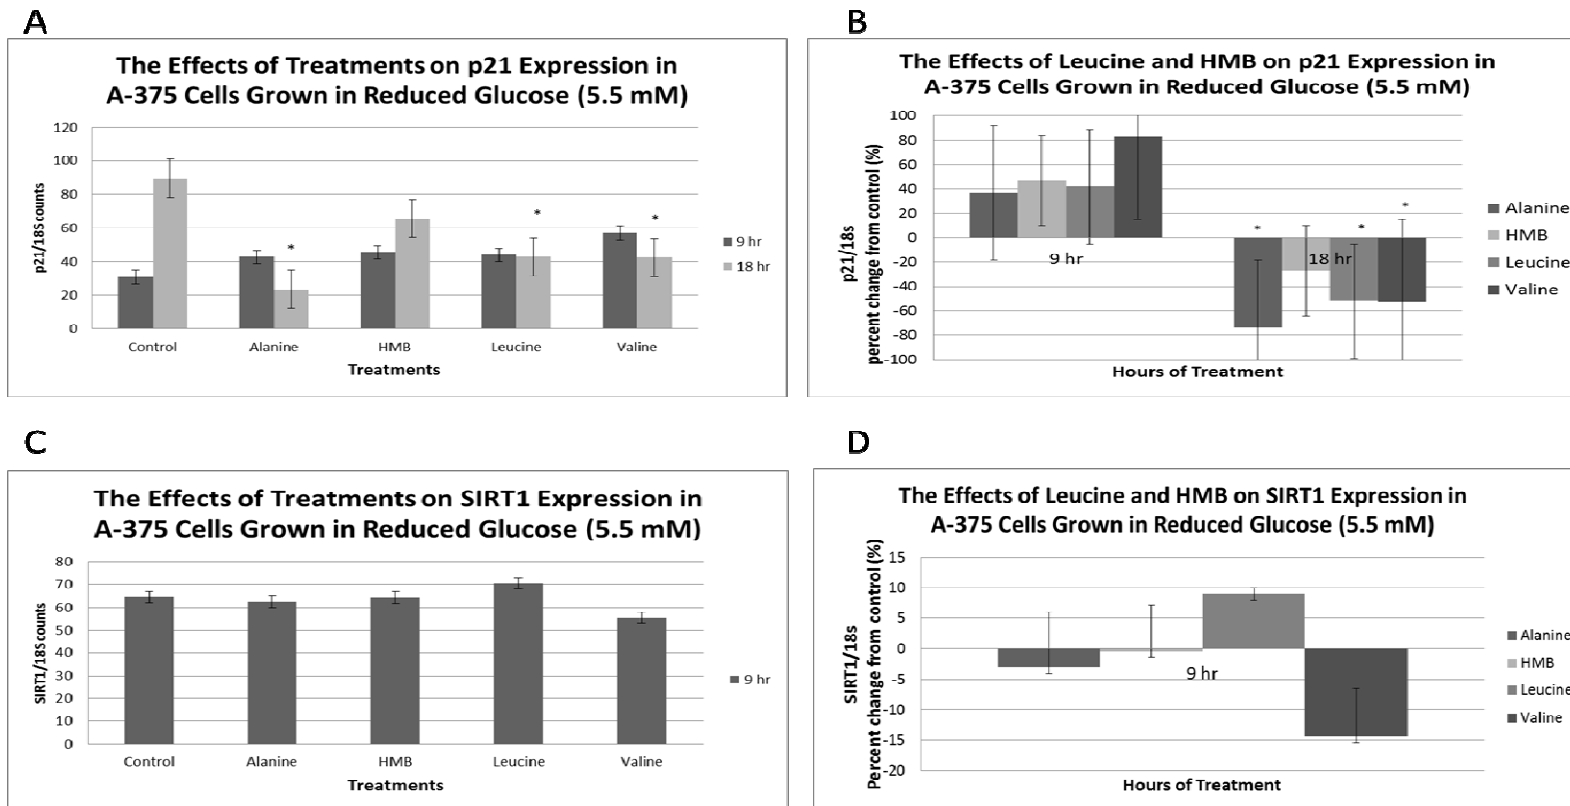 A
The Effects of Treatments on p21 Expression in
A-375 Cells Grown in Reduced Glucose (5.5 mM)
p21/18S counts
120
100
80
60
40
20
0
*
*
*
Control
Alanine
HMB
Leucine
Valine
Treatments
9 hr
18 hr
B
The Effects of Leucine and HMB on p21 Expression in
A-375 Cells Grown in Reduced Glucose (5.5 mM)
p21/18s
percent change from control (%)
100
80
60
40
20
0
-20
-40
-60
-80
-100
*
*
*
9 hr
18 hr
Hours of Treatment
Alanine
HMB
Leucine
Valine
C
The Effects of Treatments on SIRT1 Expression in
A-375 Cells Grown in Reduced Glucose (5.5 mM)
SIRT1/18S counts
80
70
60
50
40
30
20
10
0
Control
Alanine
HMB
Leucine
Valine
Treatments
9 hr
D
The Effects of Leucine and HMB on SIRT1 Expression in
A-375 Cells Grown in Reduced Glucose (5.5 mM)
SIRT1/18s
Percent change from control (%)
15
10
5
0
-5
-10
-15
-20
9 hr
Hours of Treatment
Alanine
HMB
Leucine
Valine